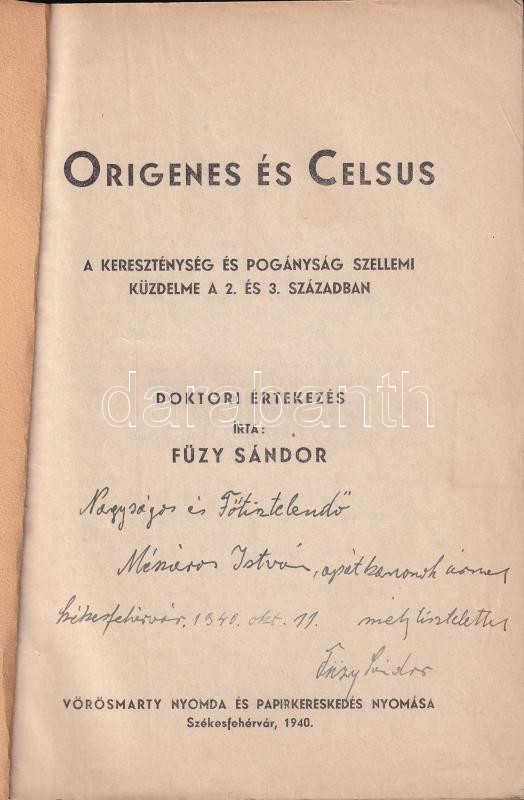 ORIGENES ÉS CELSUS
A KERESZTÉNYSÉG ÉS POGÁNYSÁG SZELLEMI
KÜZDELME A 2. ÉS 3. SZÁZADBAN
DOKTORI ÉRTEKEZÉS
darabanth
ÍRTA:
FÜZY SÁNDOR
Nagyságos és Főtisztelendő
Mészáros István, apátkanonok úrnak
Székesfehérvár, 1940. okt. 11. mély tisztelettel
Füzy Sándor
VÖRÖSMARTY NYOMDA ÉS PAPIRKERESKEDÉS NYOMÁSA
Székesfehérvár, 1940.